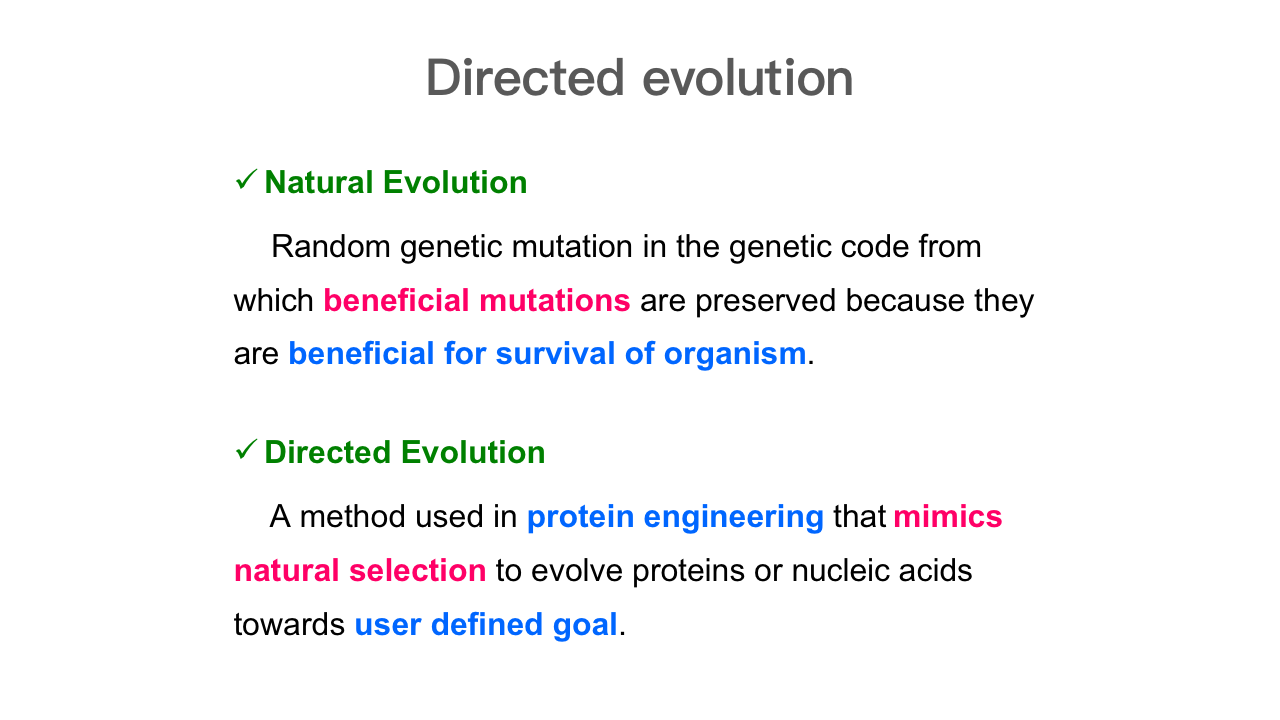 Directed evolution
✓ Natural Evolution
Random genetic mutation in the genetic code from
which beneficial mutations are preserved because they
are beneficial for survival of organism.
✓ Directed Evolution
A method used in protein engineering that mimics
natural selection to evolve proteins or nucleic acids
towards user defined goal.